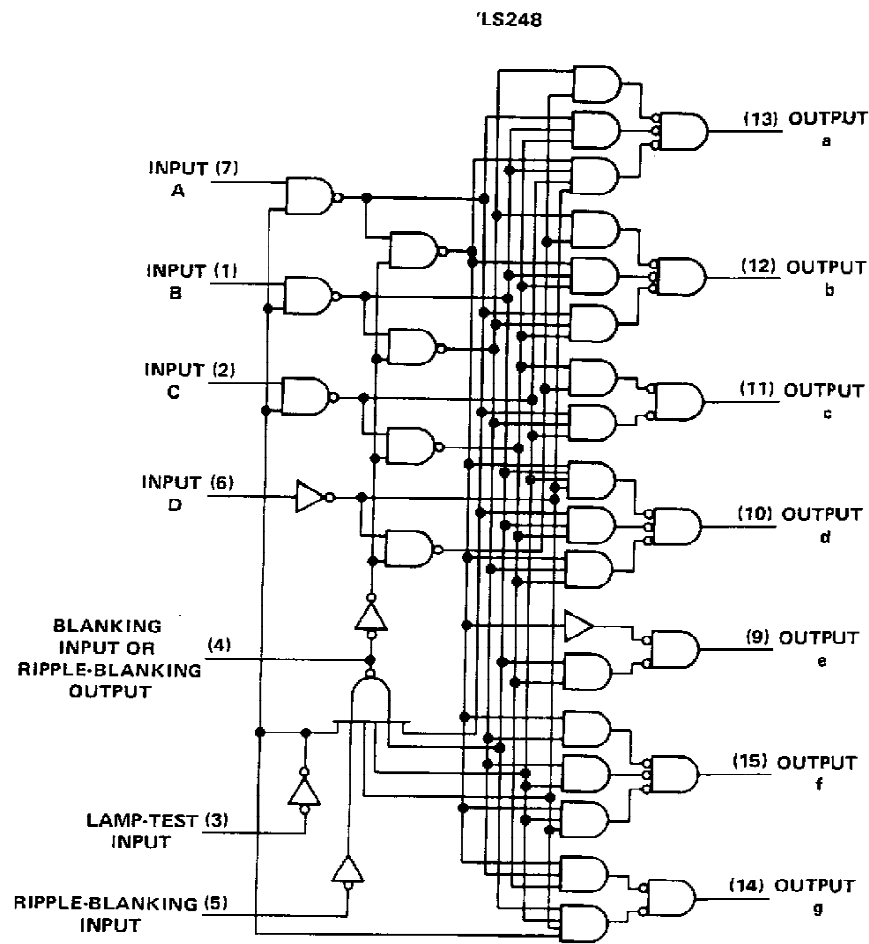 'LS248
(13) OUTPUT
a
INPUT (7)
A
(12) OUTPUT
b
INPUT (1)
B
INPUT (2)
C
(11) OUTPUT
c
INPUT (6)
D
(10) OUTPUT
d
BLANKING
INPUT OR (4)
RIPPLE-BLANKING
OUTPUT
(9) OUTPUT
e
(15) OUTPUT
f
LAMP-TEST (3)
INPUT
RIPPLE-BLANKING (5)
INPUT
(14) OUTPUT
g